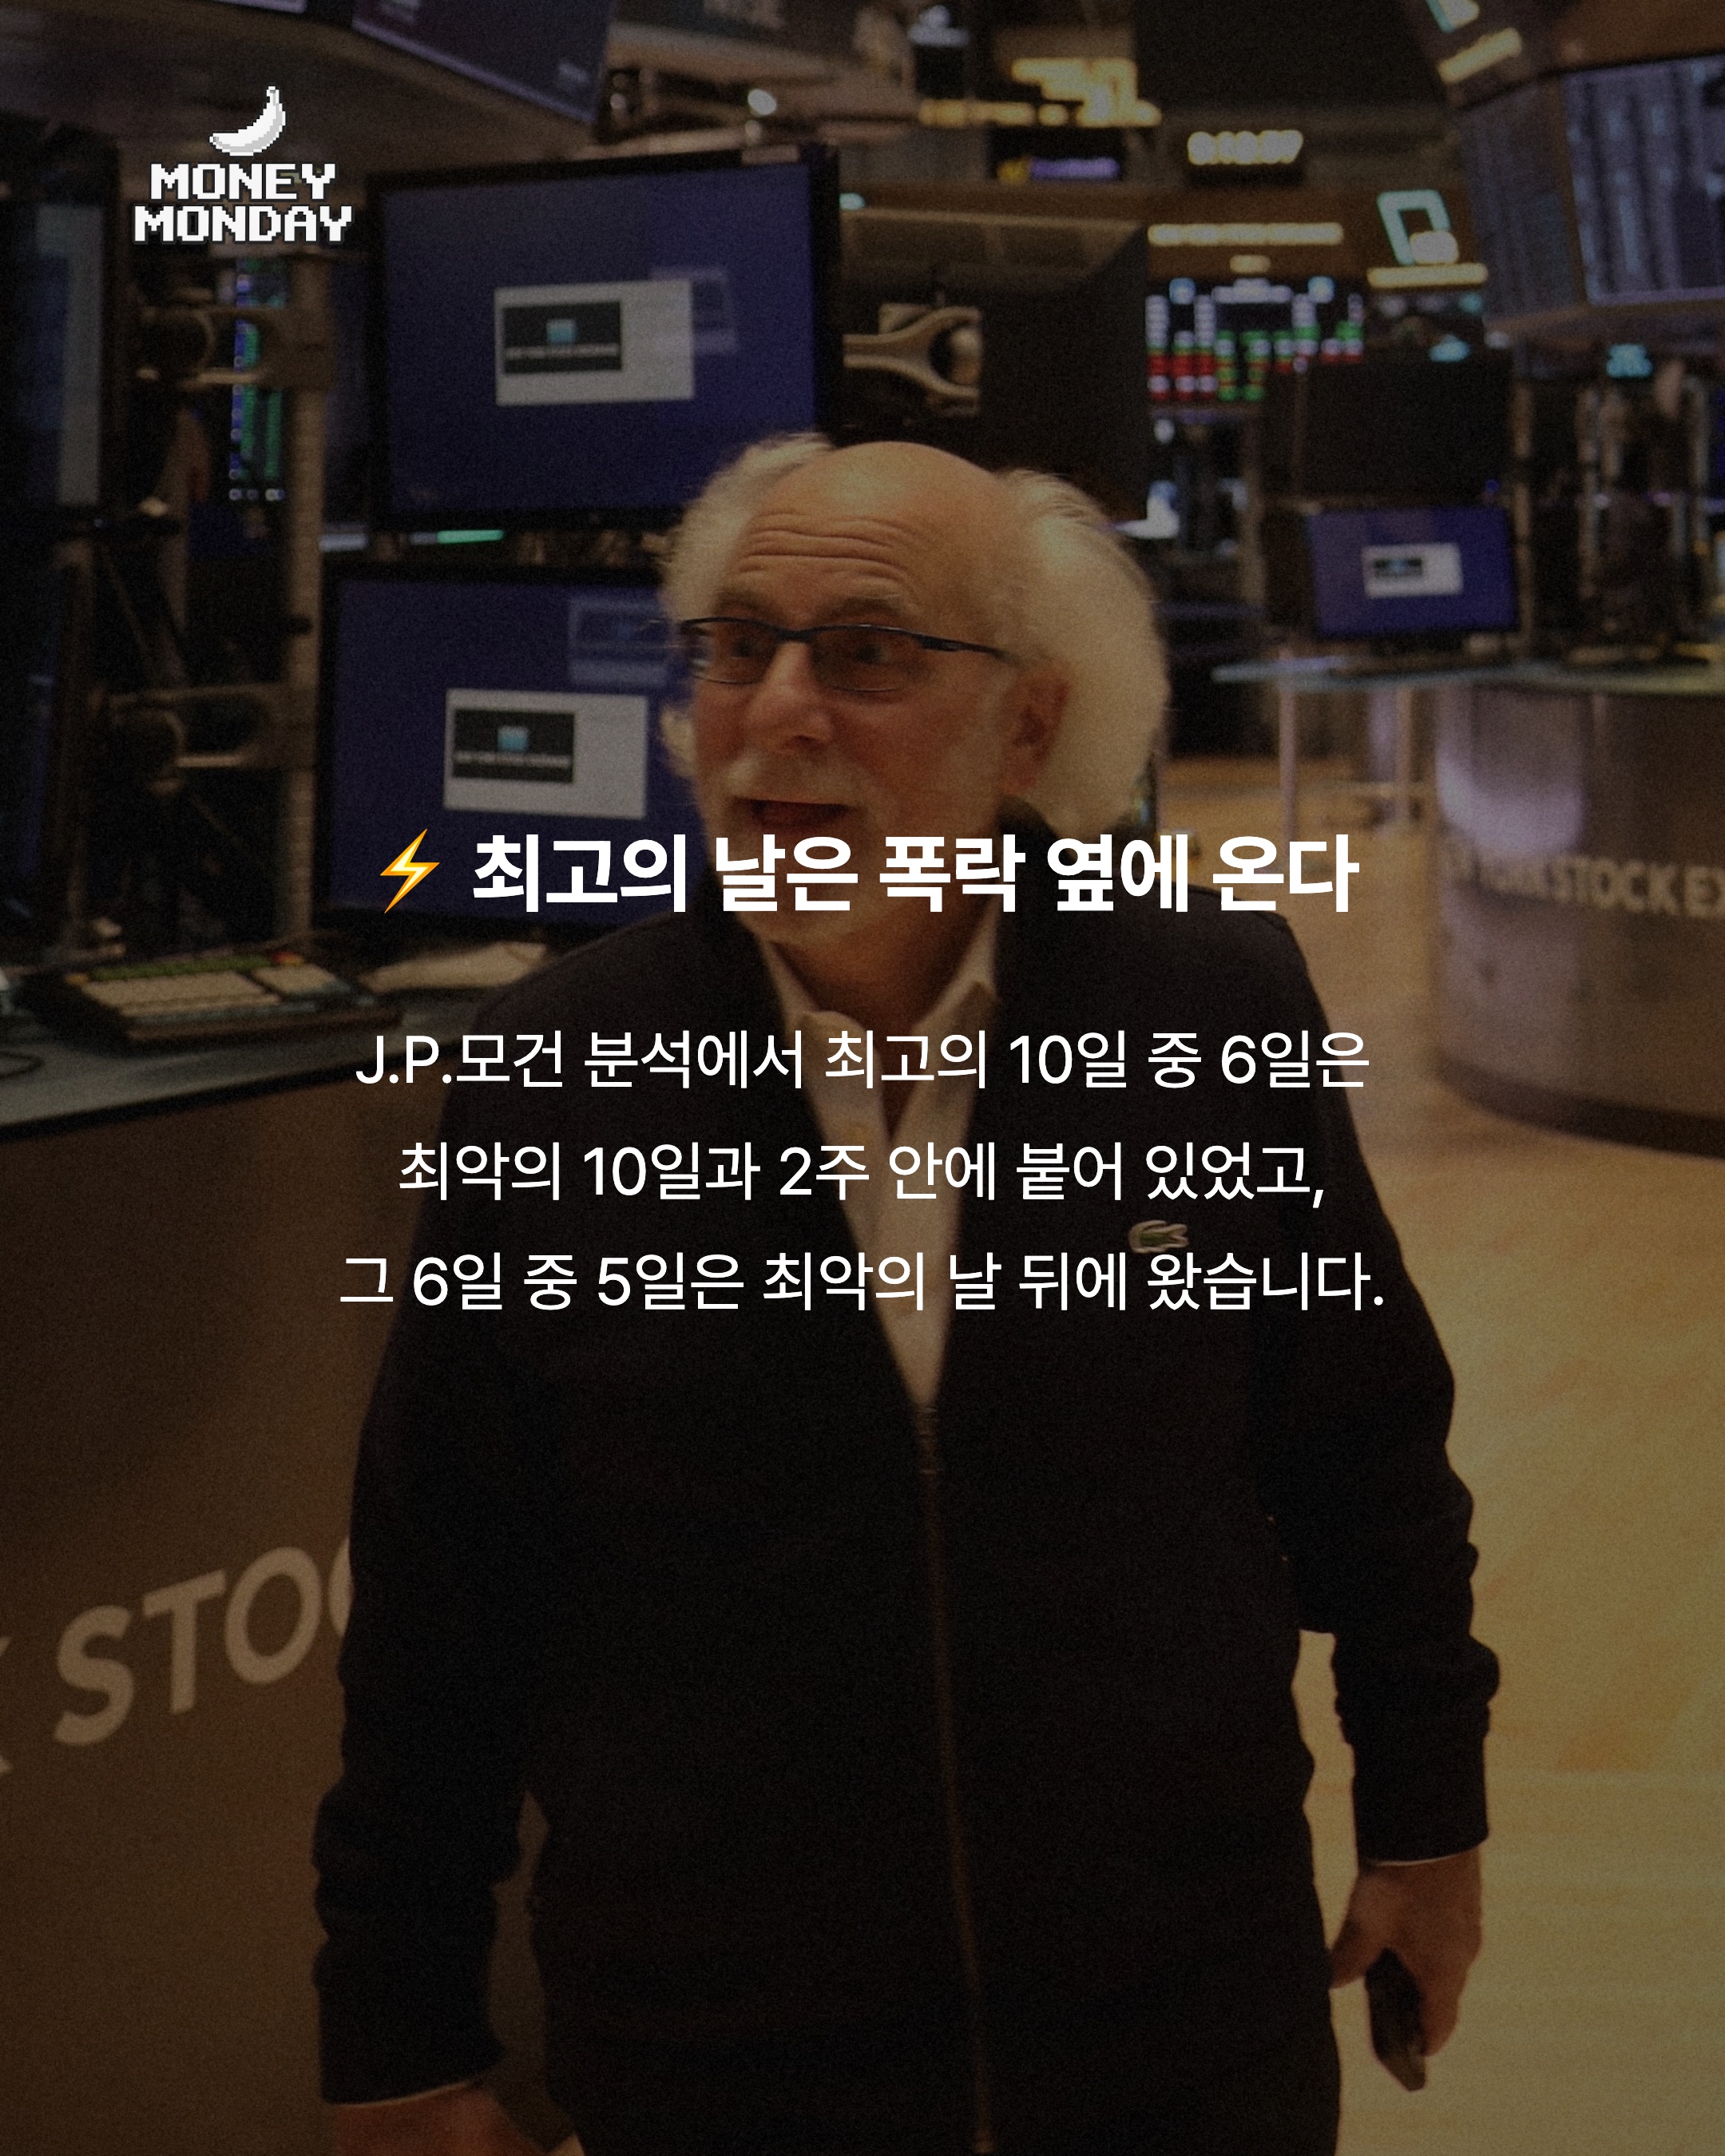 MONEY
MONDAY
⚡ 최고의 날은 폭락 옆에 온다
STOCK EX
J.P.모건 분석에서 최고의 10일 중 6일은
최악의 10일과 2주 안에 붙어 있었고,
그 6일 중 5일은 최악의 날 뒤에 왔습니다.
STOC